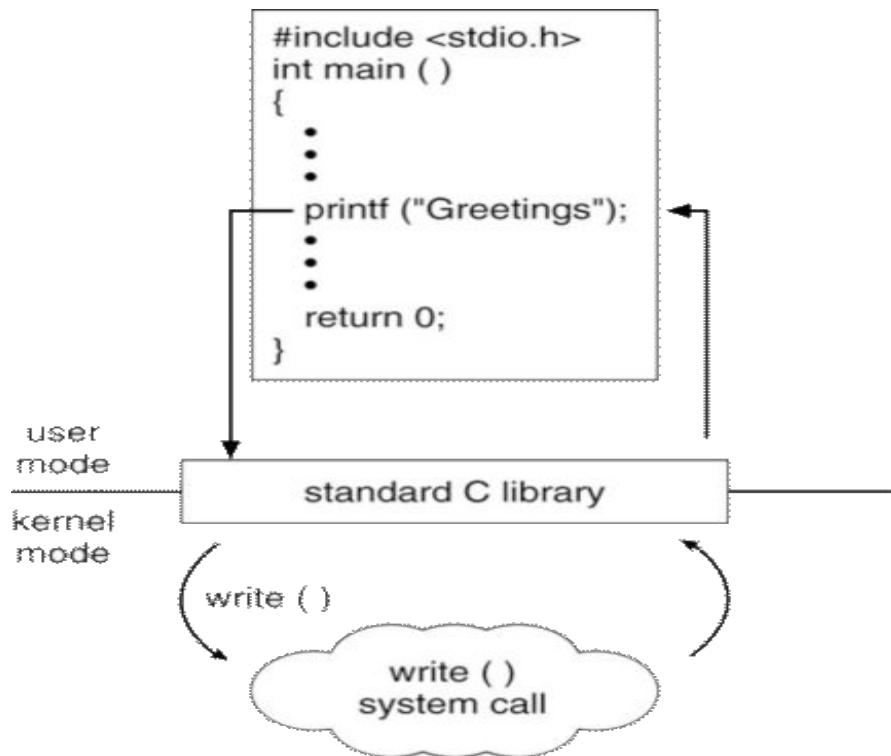 #include <stdio.h>
int main ( )
{
•
•
•
printf ("Greetings");
•
•
•
return 0;
}
user
mode
standard C library
kernel
mode
write ( )
write ( )
system call